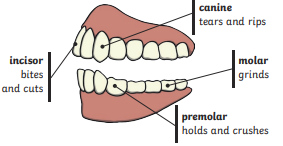 canine
tears and rips
incisor
bites
and cuts
molar
grinds
premolar
holds and crushes